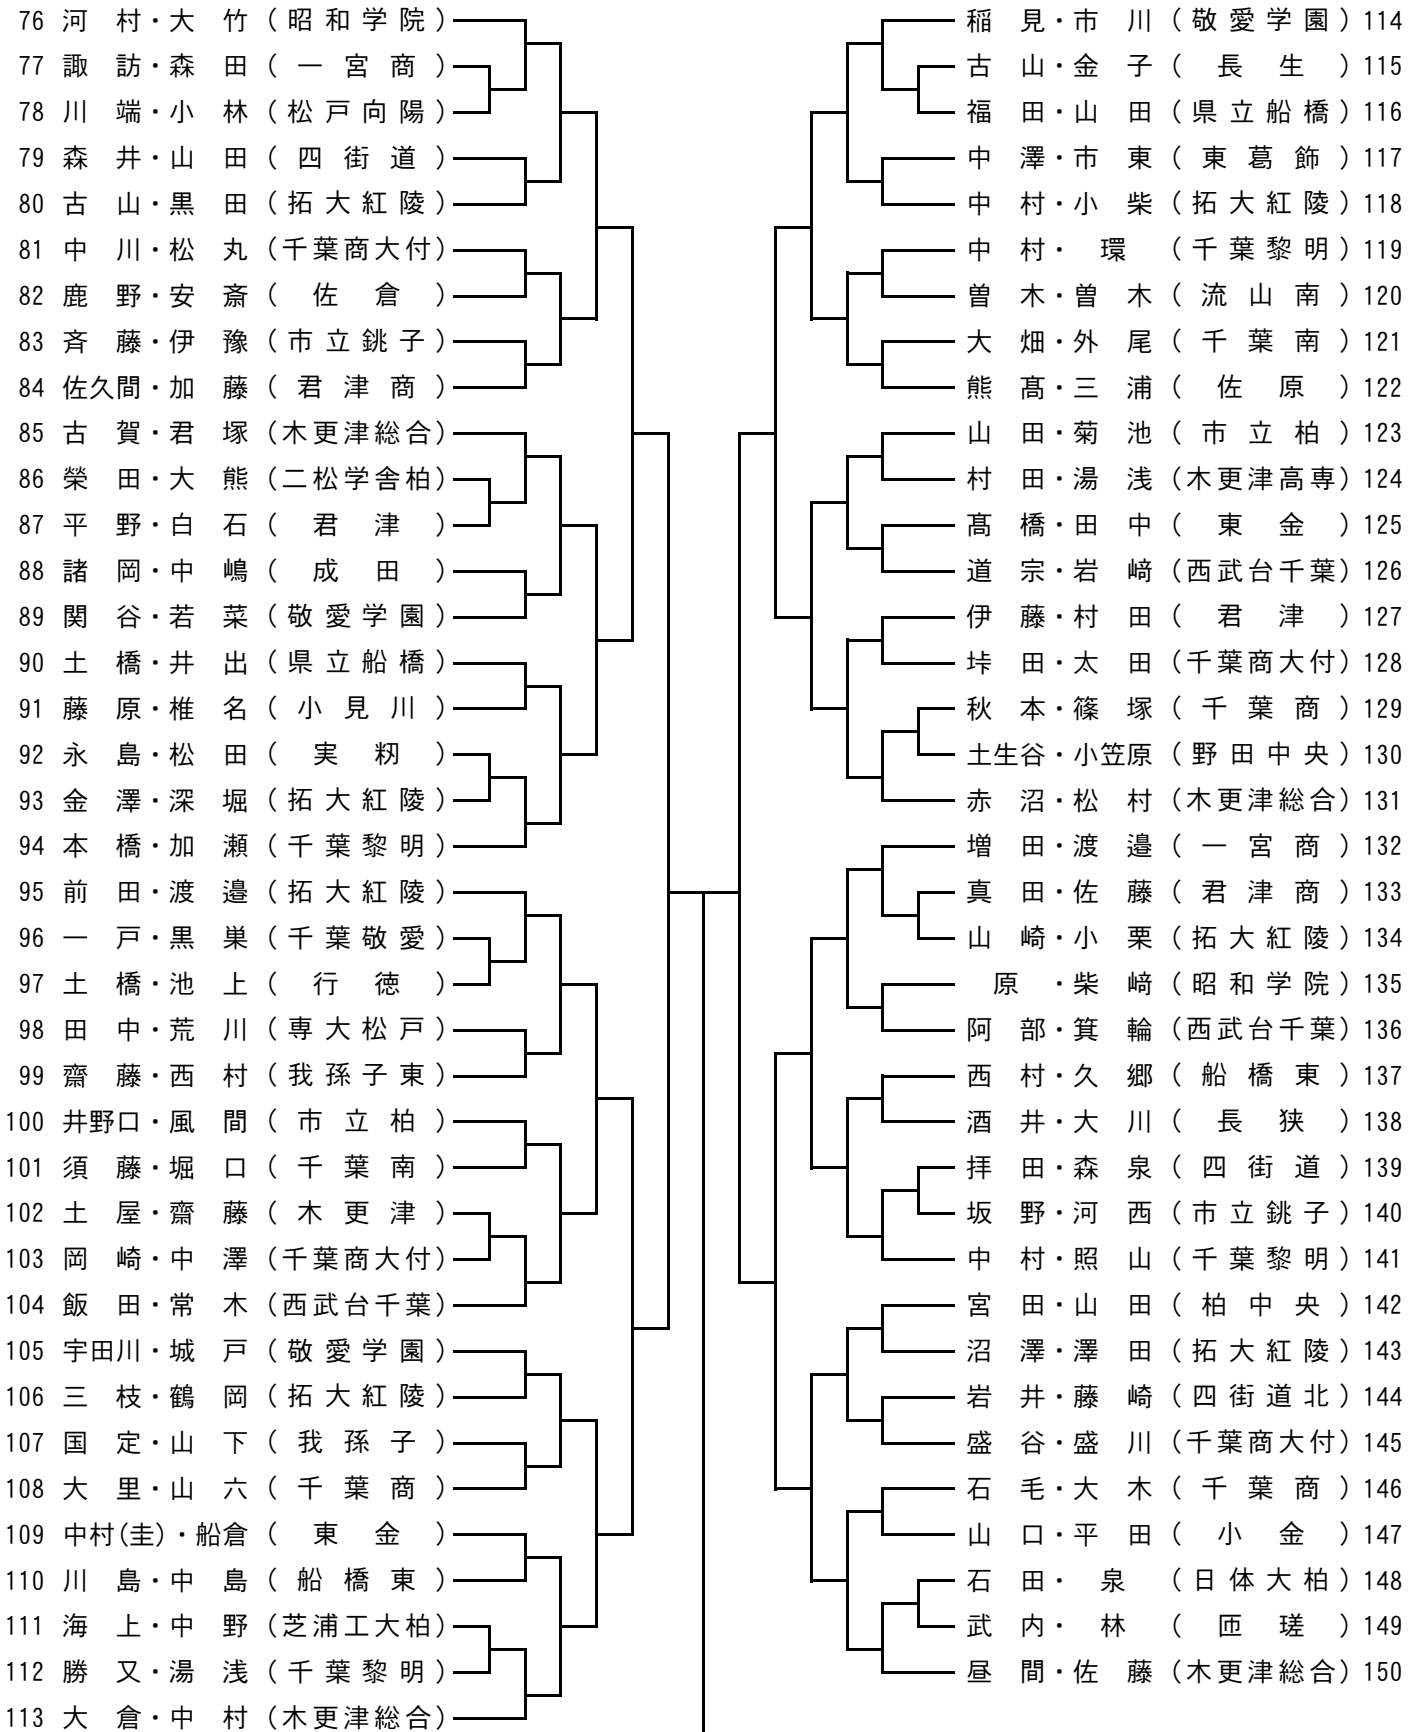 76 河村・大竹 (昭和学院)
77 諏訪・森田 (一宮商)
78 川端・小林 (松戸向陽)
79 森井・山田 (四街道)
80 古山・黒田 (拓大紅陵)
81 中川・松丸 (千葉商大付)
82 鹿野・安斎 (佐倉)
83 斉藤・伊豫 (市立銚子)
84 佐久間・加藤 (君津商)
85 古賀・君塚 (木更津総合)
86 榮田・大熊 (二松学舎柏)
87 平野・白石 (君津)
88 諸岡・中嶋 (成田)
89 関谷・若菜 (敬愛学園)
90 土橋・井出 (県立船橋)
91 藤原・椎名 (小見川)
92 永島・松田 (実籾)
93 金澤・深堀 (拓大紅陵)
94 本橋・加瀬 (千葉黎明)
95 前田・渡邉 (拓大紅陵)
96 一戸・黒巣 (千葉敬愛)
97 土橋・池上 (行徳)
98 田中・荒川 (専大松戸)
99 齋藤・西村 (我孫子東)
100 井野口・風間 (市立柏)
101 須藤・堀口 (千葉南)
102 土屋・齋藤 (木更津)
103 岡崎・中澤 (千葉商大付)
104 飯田・常木 (西武台千葉)
105 宇田川・城戸 (敬愛学園)
106 三枝・鶴岡 (拓大紅陵)
107 国定・山下 (我孫子)
108 大里・山六 (千葉商)
109 中村(圭)・船倉 (東金)
110 川島・中島 (船橋東)
111 海上・中野 (芝浦工大柏)
112 勝又・湯浅 (千葉黎明)
113 大倉・中村 (木更津総合)
稲見・市川 (敬愛学園) 114
古山・金子 (長生) 115
福田・山田 (県立船橋) 116
中澤・市東 (東葛飾) 117
中村・小柴 (拓大紅陵) 118
中村・環 (千葉黎明) 119
曽木・曽木 (流山南) 120
大畑・外尾 (千葉南) 121
熊髙・三浦 (佐原) 122
山田・菊池 (市立柏) 123
村田・湯浅 (木更津高専) 124
髙橋・田中 (東金) 125
道宗・岩﨑 (西武台千葉) 126
伊藤・村田 (君津) 127
垰田・太田 (千葉商大付) 128
秋本・篠塚 (千葉商) 129
土生谷・小笠原 (野田中央) 130
赤沼・松村 (木更津総合) 131
増田・渡邉 (一宮商) 132
真田・佐藤 (君津商) 133
山崎・小栗 (拓大紅陵) 134
原・柴﨑 (昭和学院) 135
阿部・箕輪 (西武台千葉) 136
西村・久郷 (船橋東) 137
酒井・大川 (長狭) 138
拝田・森泉 (四街道) 139
坂野・河西 (市立銚子) 140
中村・照山 (千葉黎明) 141
宮田・山田 (柏中央) 142
沼澤・澤田 (拓大紅陵) 143
岩井・藤崎 (四街道北) 144
盛谷・盛川 (千葉商大付) 145
石毛・大木 (千葉商) 146
山口・平田 (小金) 147
石田・泉 (日体大柏) 148
武内・林 (匝瑳) 149
昼間・佐藤 (木更津総合) 150